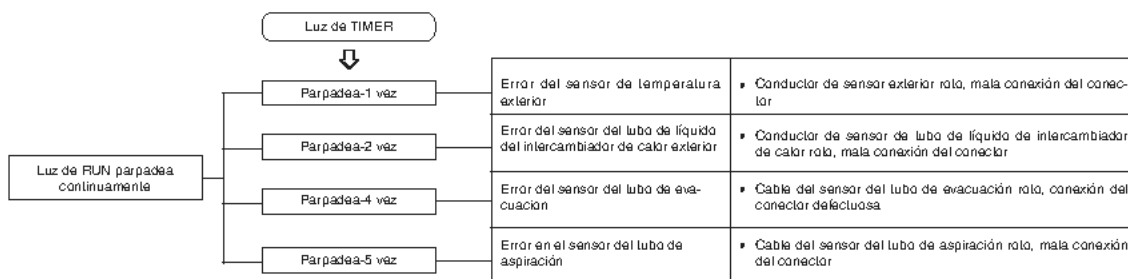 Luz de TIMER
Parpadea-1 vez
Error del sensor de temperatura
exterior
• Conductor de sensor exterior roto, mala conexión del conec-
tor
Parpadea-2 vez
Error del sensor del tubo de líquido
del intercambiador de calor exterior
• Conductor de sensor de tubo de líquido de intercambiador
de calor roto, mala conexión del conector
Luz de RUN parpadea
continuamente
Parpadea-4 vez
Error del sensor del tubo de eva-
cuacion
• Cable del sensor del tubo de evacuación roto, conexión del
conector defectuosa
Parpadea-5 vez
Error en el sensor del tubo de
aspiración
• Cable del sensor del tubo de aspiración roto, mala conexión
del conector